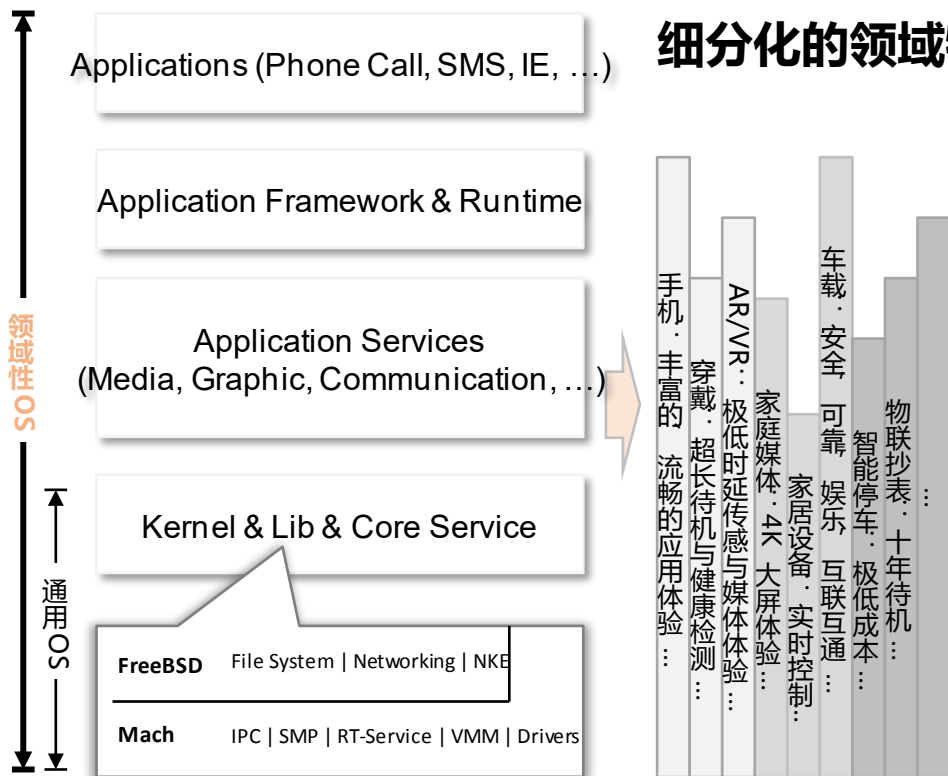 细分化的领域
Applications (Phone Call, SMS, IE, …)
Application Framework & Runtime
Application Services
(Media, Graphic, Communication, …)
Kernel & Lib & Core Service
FreeBSD
File System | Networking | NKE
Mach
IPC | SMP | RT-Service | VMM | Drivers
领域性OS
通用OS
手机：丰富的、流畅的应用体验…
穿戴：超长待机与健康检测…
AR/VR：极低时延传感与媒体体验…
家庭媒体：4K 大屏体验…
家居设备：实时控制…
车载：安全，可靠，娱乐，互联互通…
智能停车：极低成本…
物联抄表：十年待机…
…